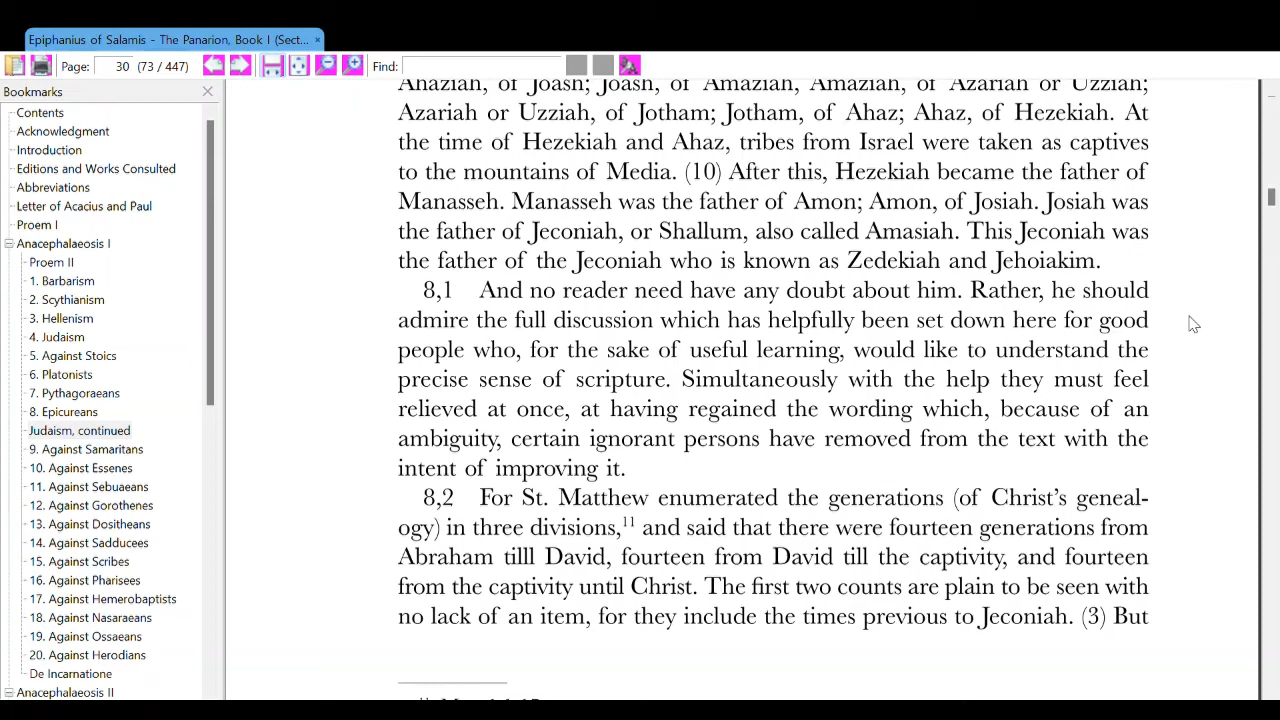 Epiphanius of Salamis - The Panarion, Book I (Sect... ×
Page: 30 (73 / 447) Find:
Bookmarks
Contents
Acknowledgment
Introduction
Editions and Works Consulted
Abbreviations
Letter of Acacius and Paul
Proem I
Anacephalaeosis I
Proem II
1. Barbarism
2. Scythianism
3. Hellenism
4. Judaism
5. Against Stoics
6. Platonists
7. Pythagoraeans
8. Epicureans
Judaism, continued
9. Against Samaritans
10. Against Essenes
11. Against Sebuaeans
12. Against Gorothenes
13. Against Dositheans
14. Against Sadducees
15. Against Scribes
16. Against Pharisees
17. Against Hemerobaptists
18. Against Nasaraeans
19. Against Ossaeans
20. Against Herodians
De Incarnatione
Anacephalaeosis II
Ahaziah, of Joash; Joash, of Amaziah, Amaziah, of Azariah or Uzziah;
Azariah or Uzziah, of Jotham; Jotham, of Ahaz; Ahaz, of Hezekiah. At
the time of Hezekiah and Ahaz, tribes from Israel were taken as captives
to the mountains of Media. (10) After this, Hezekiah became the father of
Manasseh. Manasseh was the father of Amon; Amon, of Josiah. Josiah was
the father of Jeconiah, or Shallum, also called Amasiah. This Jeconiah was
the father of the Jeconiah who is known as Zedekiah and Jehoiakim.
8,1 And no reader need have any doubt about him. Rather, he should
admire the full discussion which has helpfully been set down here for good
people who, for the sake of useful learning, would like to understand the
precise sense of scripture. Simultaneously with the help they must feel
relieved at once, at having regained the wording which, because of an
ambiguity, certain ignorant persons have removed from the text with the
intent of improving it.
8,2 For St. Matthew enumerated the generations (of Christ's geneal-
ogy) in three divisions,11 and said that there were fourteen generations from
Abraham tilll David, fourteen from David till the captivity, and fourteen
from the captivity until Christ. The first two counts are plain to be seen with
no lack of an item, for they include the times previous to Jeconiah. (3) But